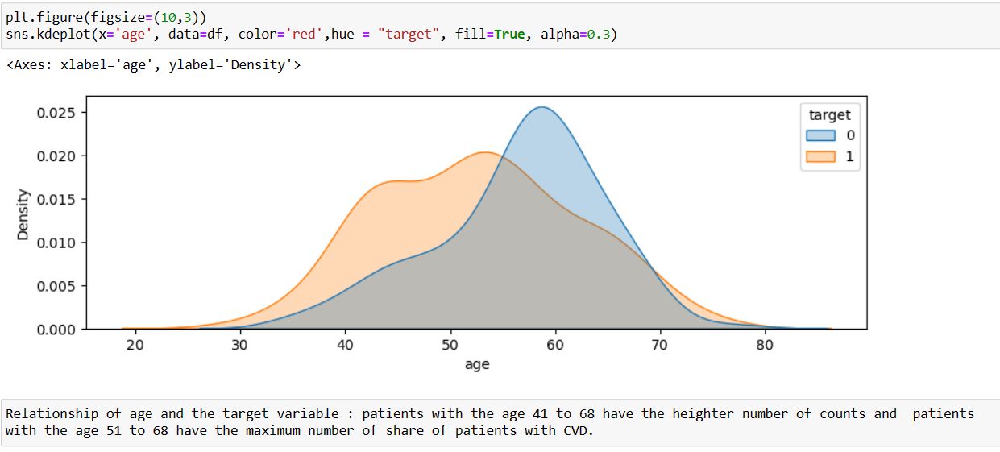 plt.figure(figsize=(10,3))
sns.kdeplot(x='age', data=df, color='red',hue = "target", fill=True, alpha=0.3)
<Axes: xlabel='age', ylabel='Density'>
target
0
1
0.025
0.020
0.015
0.010
0.005
0.000
Density
20 30 40 50 60 70 80
age
Relationship of age and the target variable : patients with the age 41 to 68 have the heighter number of counts and  patients
with the age 51 to 68 have the maximum number of share of patients with CVD.